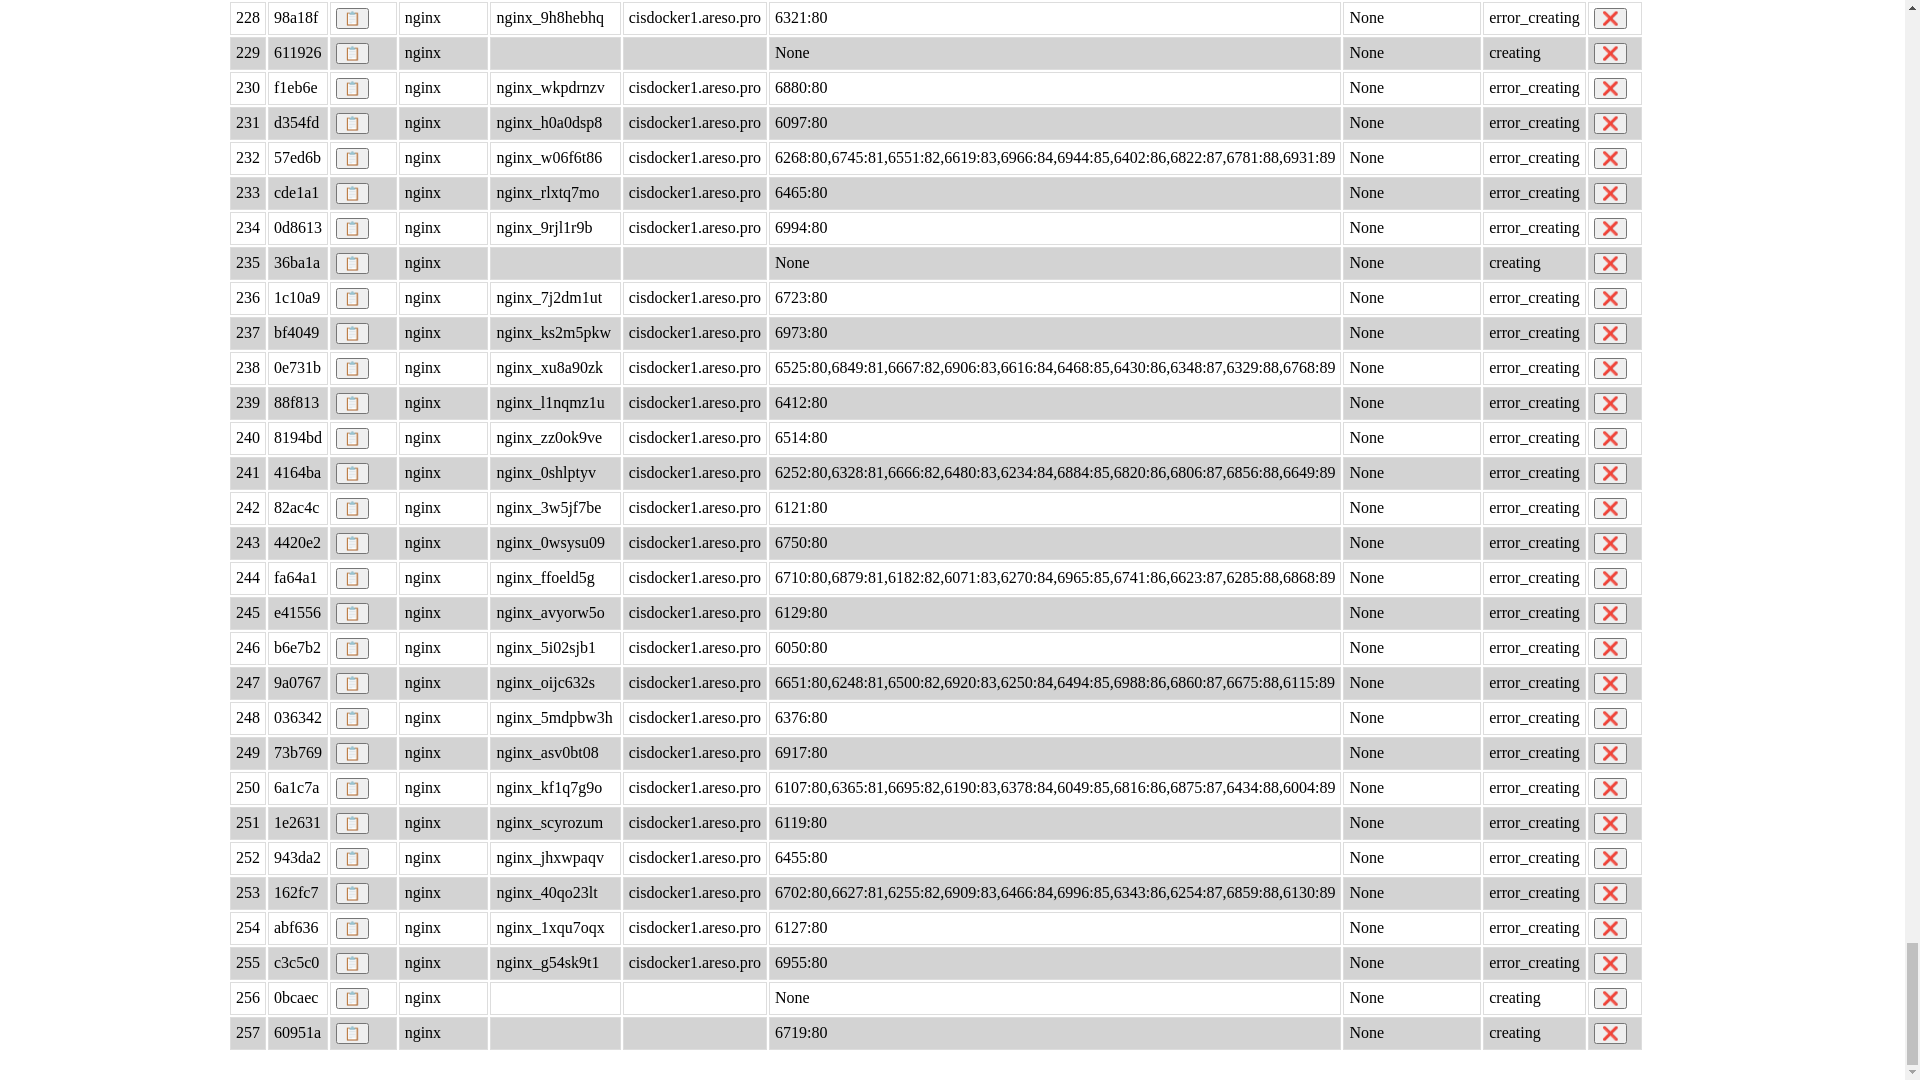 228 98a18f nginx nginx_9h8hebhq cisdocker1.areso.pro 6321:80 None error_creating
229 611926 nginx None None creating
230 f1eb6e nginx nginx_wkpdrnzv cisdocker1.areso.pro 6880:80 None error_creating
231 d354fd nginx nginx_h0a0dsp8 cisdocker1.areso.pro 6097:80 None error_creating
232 57ed6b nginx nginx_w06f6t86 cisdocker1.areso.pro 6268:80,6745:81,6551:82,6619:83,6966:84,6944:85,6402:86,6822:87,6781:88,6931:89 None error_creating
233 cde1a1 nginx nginx_rlxtq7mo cisdocker1.areso.pro 6465:80 None error_creating
234 0d8613 nginx nginx_9rjl1r9b cisdocker1.areso.pro 6994:80 None error_creating
235 36ba1a nginx None None creating
236 1c10a9 nginx nginx_7j2dm1ut cisdocker1.areso.pro 6723:80 None error_creating
237 bf4049 nginx nginx_ks2m5pkw cisdocker1.areso.pro 6973:80 None error_creating
238 0e731b nginx nginx_xu8a90zk cisdocker1.areso.pro 6525:80,6849:81,6667:82,6906:83,6616:84,6468:85,6430:86,6348:87,6329:88,6768:89 None error_creating
239 88f813 nginx nginx_l1nqmz1u cisdocker1.areso.pro 6412:80 None error_creating
240 8194bd nginx nginx_zz0ok9ve cisdocker1.areso.pro 6514:80 None error_creating
241 4164ba nginx nginx_0shlptyv cisdocker1.areso.pro 6252:80,6328:81,6666:82,6480:83,6234:84,6884:85,6820:86,6806:87,6856:88,6649:89 None error_creating
242 82ac4c nginx nginx_3w5jf7be cisdocker1.areso.pro 6121:80 None error_creating
243 4420e2 nginx nginx_0wsysu09 cisdocker1.areso.pro 6750:80 None error_creating
244 fa64a1 nginx nginx_ffoeld5g cisdocker1.areso.pro 6710:80,6879:81,6182:82,6071:83,6270:84,6965:85,6741:86,6623:87,6285:88,6868:89 None error_creating
245 e41556 nginx nginx_avyorw5o cisdocker1.areso.pro 6129:80 None error_creating
246 b6e7b2 nginx nginx_5i02sjb1 cisdocker1.areso.pro 6050:80 None error_creating
247 9a0767 nginx nginx_oijc632s cisdocker1.areso.pro 6651:80,6248:81,6500:82,6920:83,6250:84,6494:85,6988:86,6860:87,6675:88,6115:89 None error_creating
248 036342 nginx nginx_5mdpbw3h cisdocker1.areso.pro 6376:80 None error_creating
249 73b769 nginx nginx_asv0bt08 cisdocker1.areso.pro 6917:80 None error_creating
250 6a1c7a nginx nginx_kf1q7g9o cisdocker1.areso.pro 6107:80,6365:81,6695:82,6190:83,6378:84,6049:85,6816:86,6875:87,6434:88,6004:89 None error_creating
251 1e2631 nginx nginx_scyrozum cisdocker1.areso.pro 6119:80 None error_creating
252 943da2 nginx nginx_jhxwpaqv cisdocker1.areso.pro 6455:80 None error_creating
253 162fc7 nginx nginx_40qo23lt cisdocker1.areso.pro 6702:80,6627:81,6255:82,6909:83,6466:84,6996:85,6343:86,6254:87,6859:88,6130:89 None error_creating
254 abf636 nginx nginx_1xqu7oqx cisdocker1.areso.pro 6127:80 None error_creating
255 c3c5c0 nginx nginx_g54sk9t1 cisdocker1.areso.pro 6955:80 None error_creating
256 0bcaec nginx None None creating
257 60951a nginx 6719:80 None creating